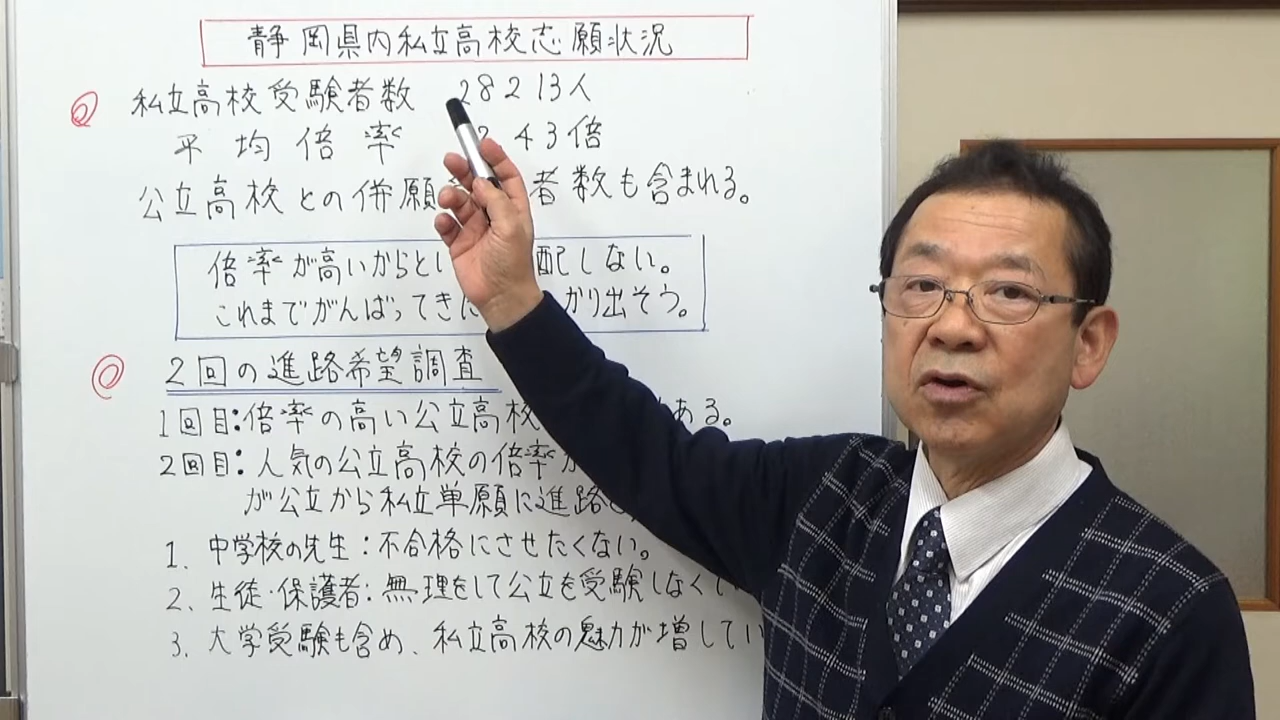 静岡県内私立高校志願状況
私立高校受験者数 28213人
平均倍率 2 43倍
公立高校との併願 者数も含まれる。
倍率が高いからとい 配しない。
これまでがんばってきた かり出そう。
2回の進路希望調査
1回目:倍率の高い公立高校 ある。
2回目:人気の公立高校の倍率が
が公立から私立単願に進路
1. 中学校の先生:不合格にさせたくない。
2. 生徒・保護者:無理をして公立を受験しなくて
3. 大学受験も含め、私立高校の魅力が増してい